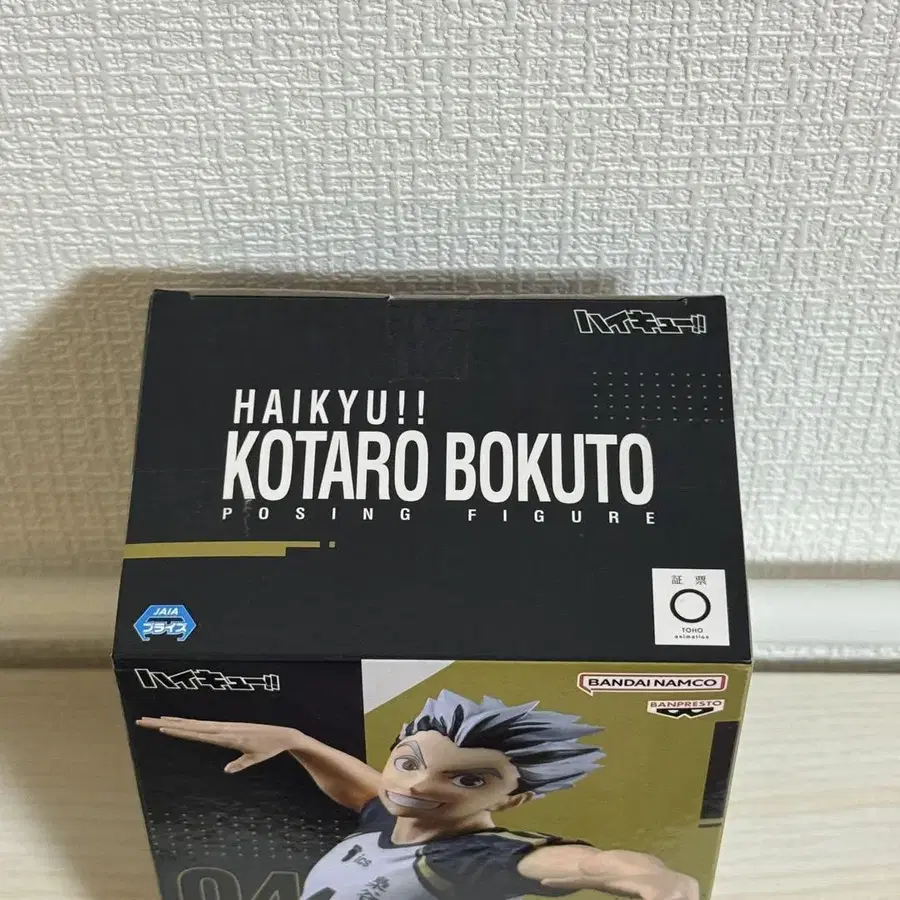 ハイキュー!!
HAIKYU!!
KOTARO BOKUTO
POSING FIGURE
証票
TOHO
animation
JAIA
プライズ
ハイキュー!!
BANDAI NAMCO
BANPRESTO
04